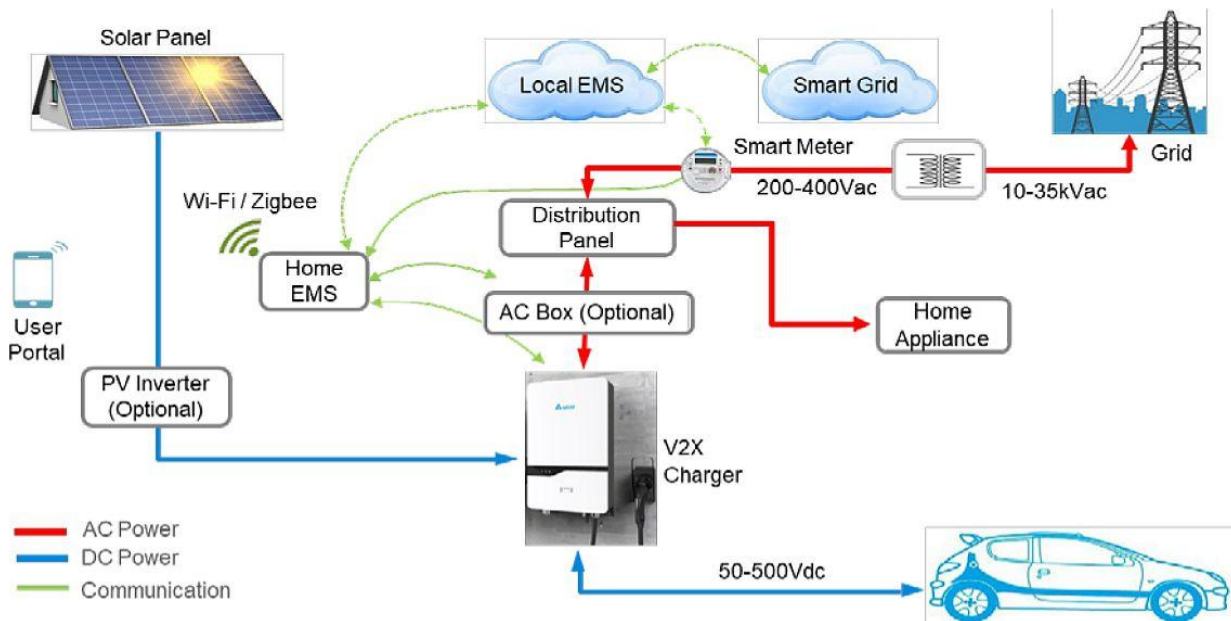 Solar Panel
Local EMS
Smart Grid
Smart Meter
Grid
200-400Vac
10-35kVac
Wi-Fi / Zigbee
Distribution
Panel
Home
EMS
User
Portal
AC Box (Optional)
Home
Appliance
PV Inverter
(Optional)
V2X
Charger
AC Power
DC Power
Communication
50-500Vdc